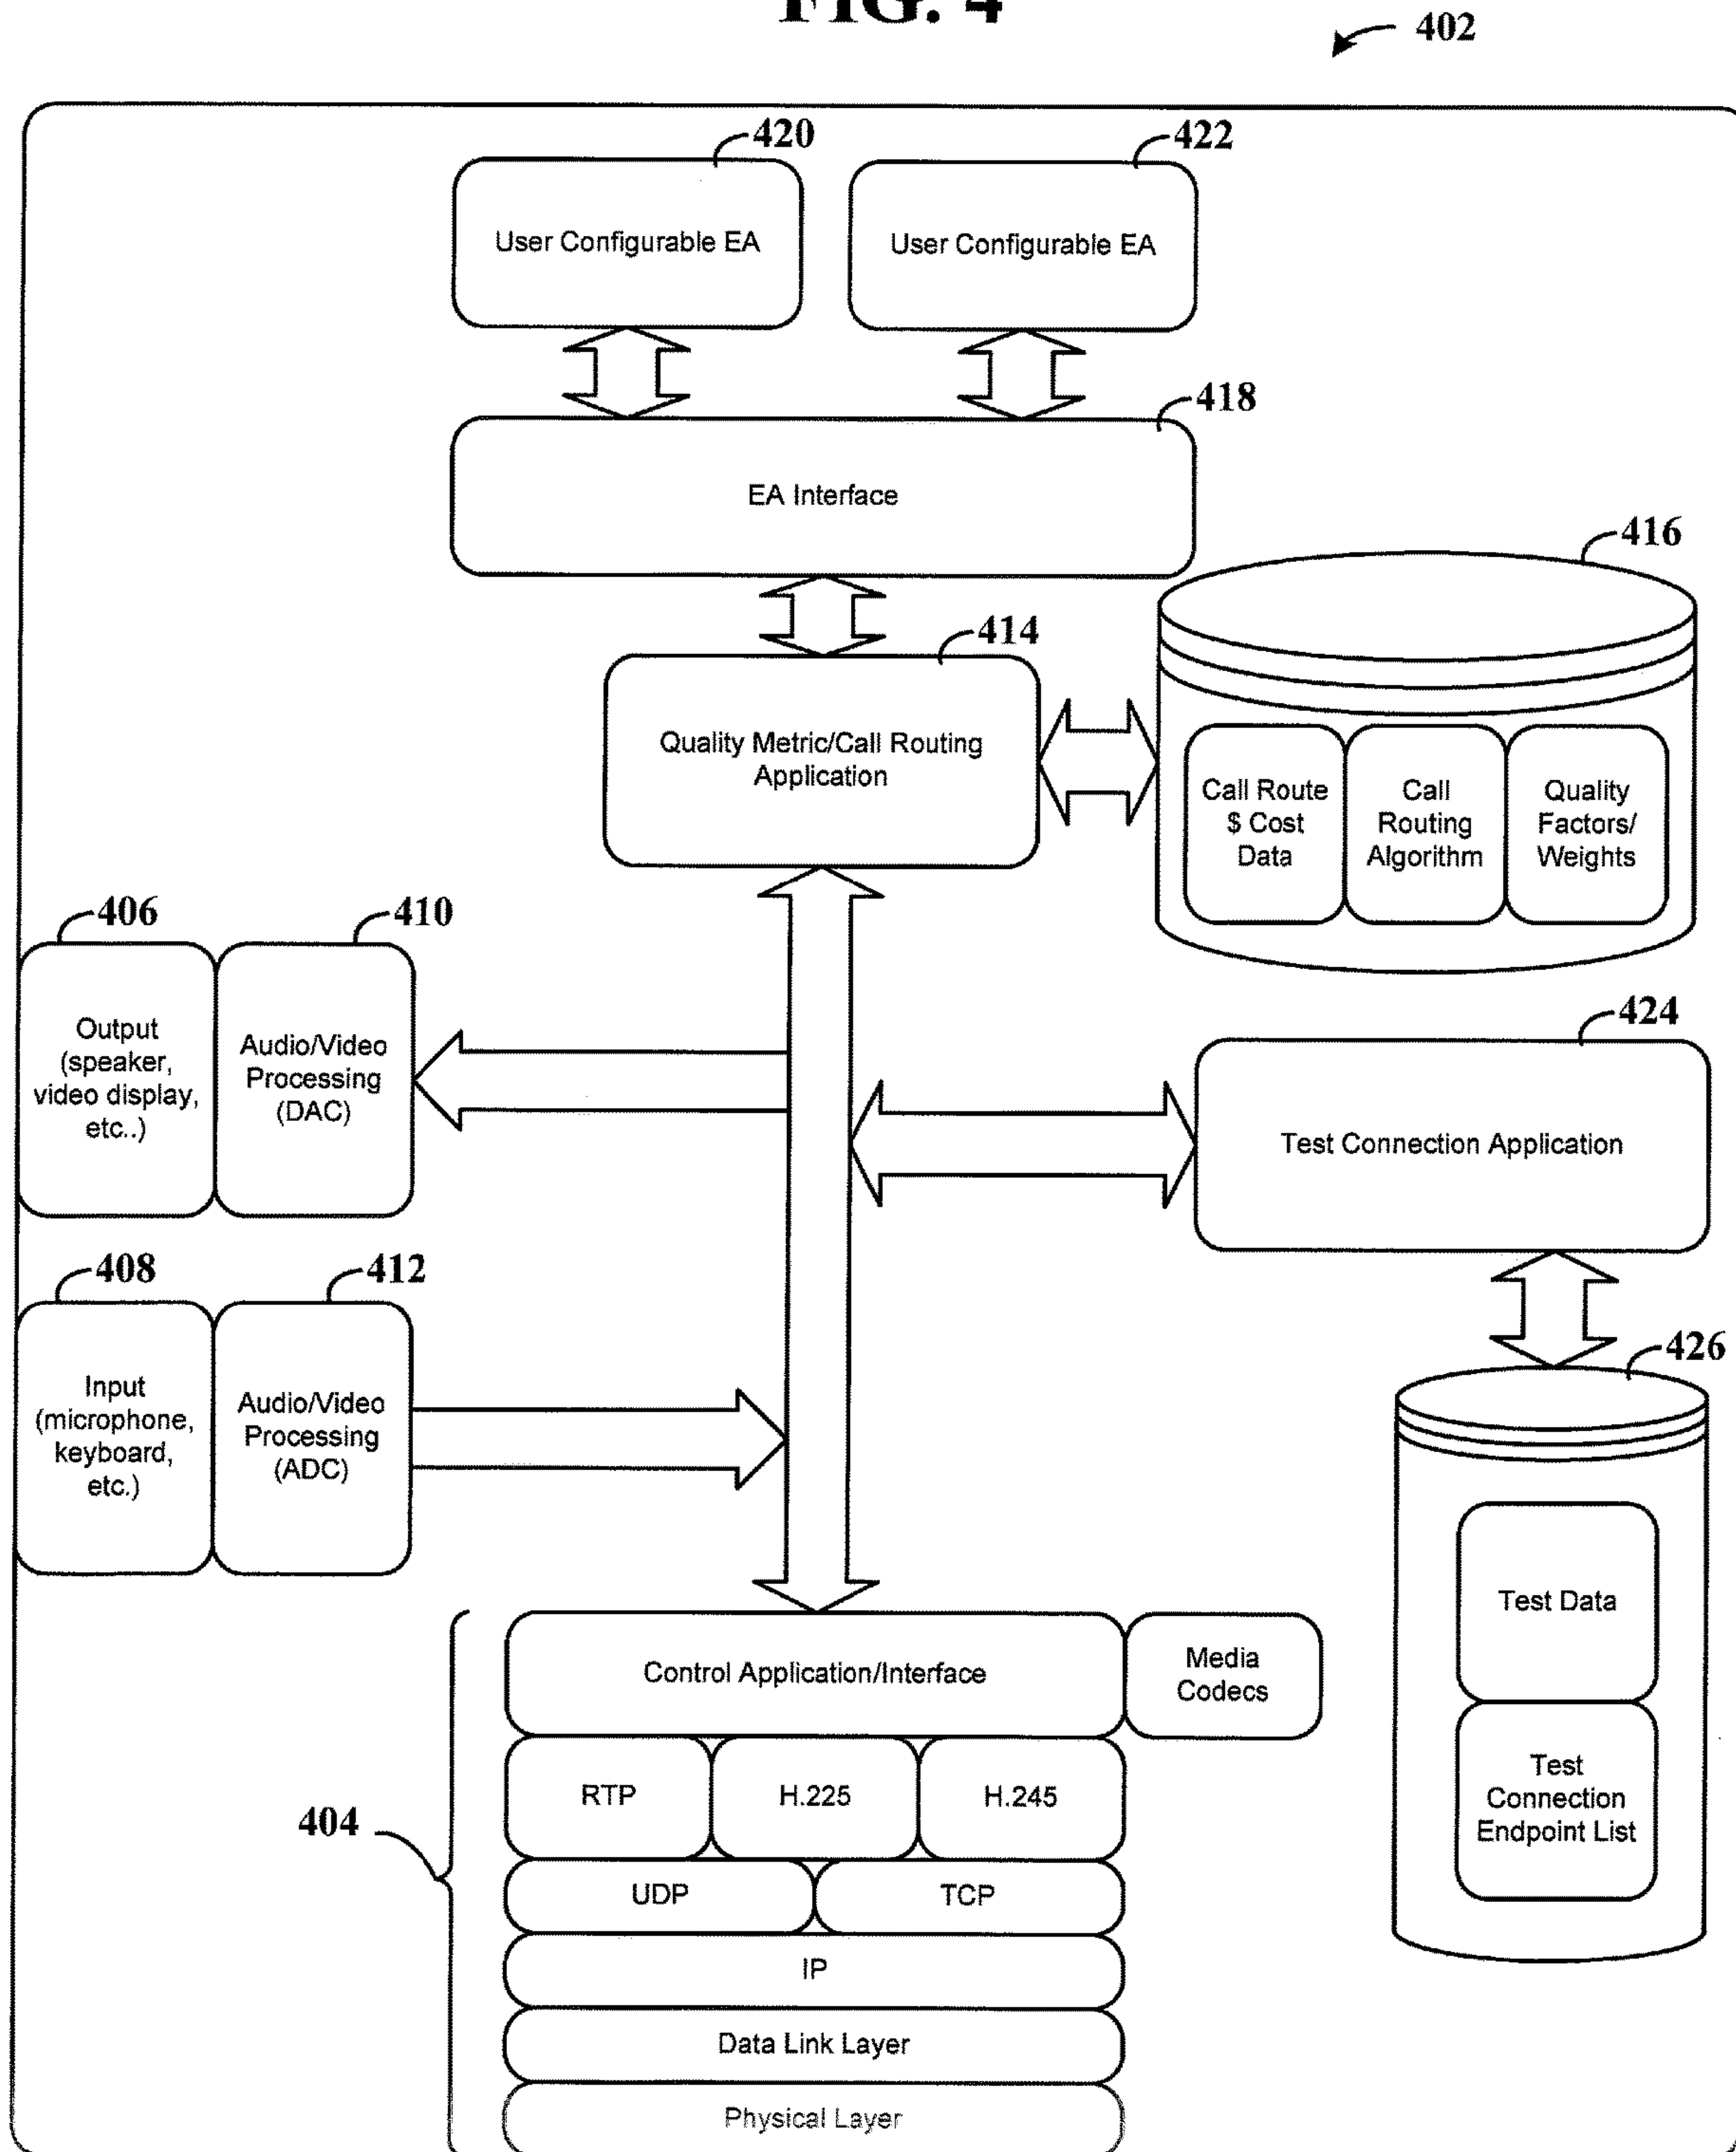 FIG. 4
402
420
422
User Configurable EA
User Configurable EA
418
EA Interface
416
414
Quality Metric/Call Routing
Application
Call Route
$ Cost
Data
Call
Routing
Algorithm
Quality
Factors/
Weights
406
410
Output
(speaker,
video display,
etc..)
Audio/Video
Processing
(DAC)
424
Test Connection Application
408
412
Input
(microphone,
keyboard,
etc.)
Audio/Video
Processing
(ADC)
426
Test Data
Test
Connection
Endpoint List
Control Application/Interface
Media
Codecs
RTP
H.225
H.245
404
UDP
TCP
IP
Data Link Layer
Physical Layer